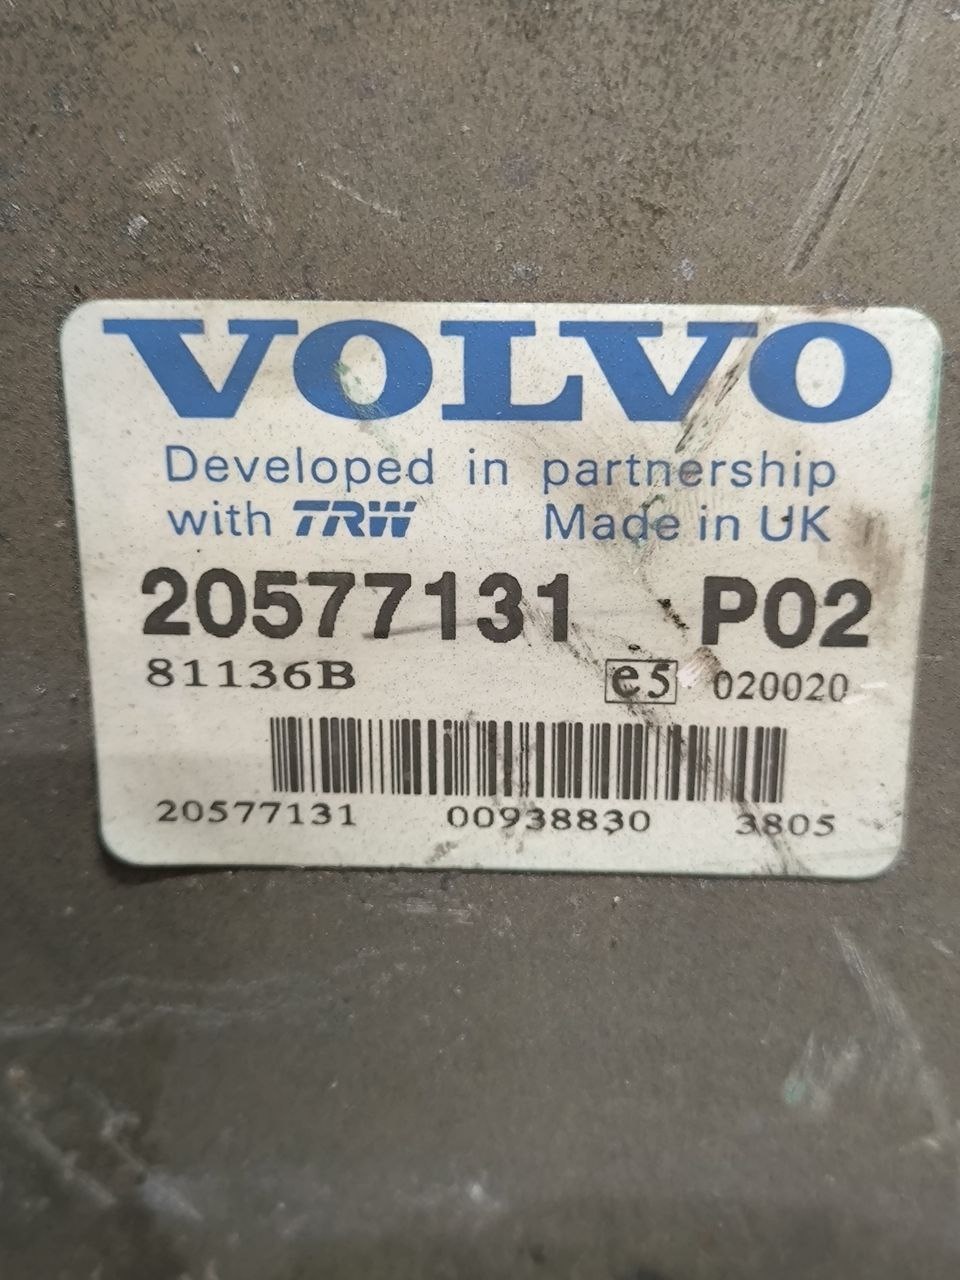 VOLVO
Developed in partnership
with TRW Made in UK
20577131 P02
81136B e5 020020
20577131 00938830 3805